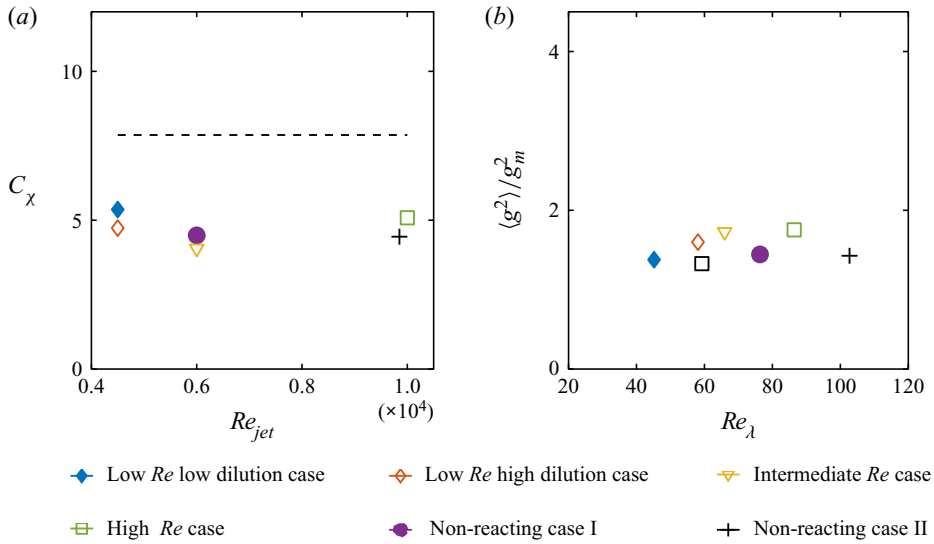 (a)
10
5
0
C_χ
0.4 0.6 0.8 1.0
(×10⁴)
Re_jet
(b)
4
2
0
⟨g²⟩/g²_m
20 40 60 80 100 120
Re_λ
Low Re low dilution case Low Re high dilution case Intermediate Re case
High Re case Non-reacting case I Non-reacting case II